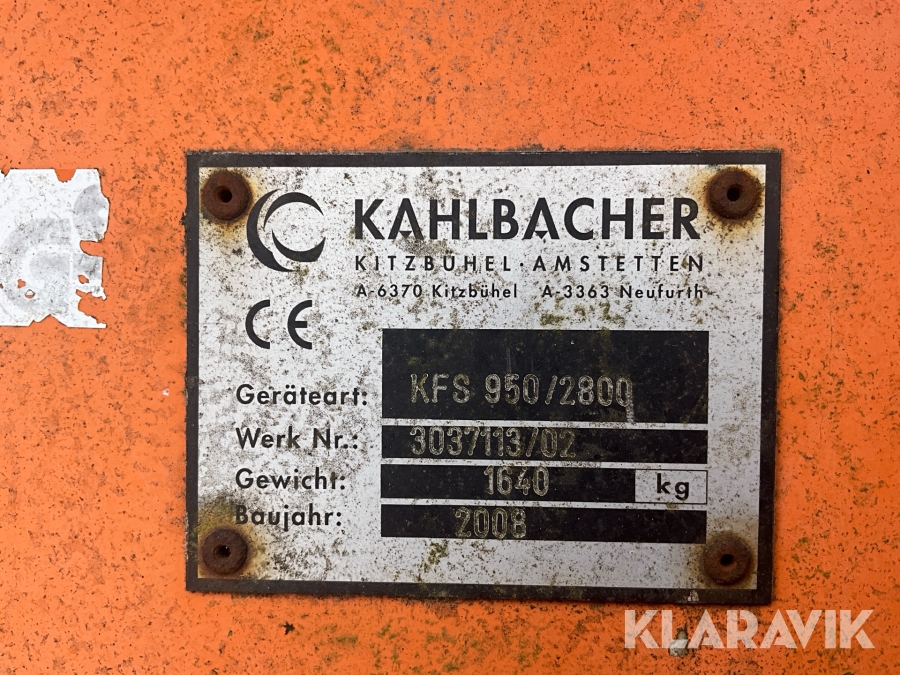 KAHLBACHER
KITZBÜHEL · AMSTETTEN
A-6370 Kitzbühel A-3363 Neufurth
CE
Geräteart: KFS 950/2800
Werk Nr.: 3037113/02
Gewicht: 1640 kg
Baujahr: 2008
KLARAVIK